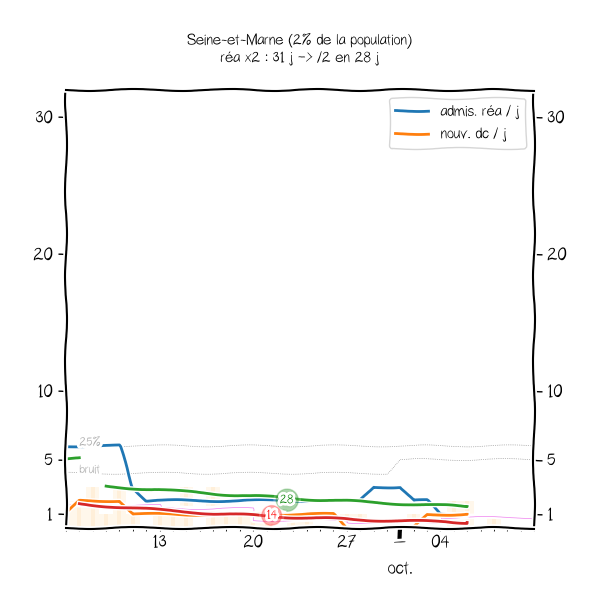 Seine-et-Marne (2% de la population)
réa x2 : 31 j -> /2 en 28 j
admis. réa / j
nouv. dc / j
30
30
20
20
10
10
25%
5
5
bruit
28
14
1
1
13
20
27
04
oct.